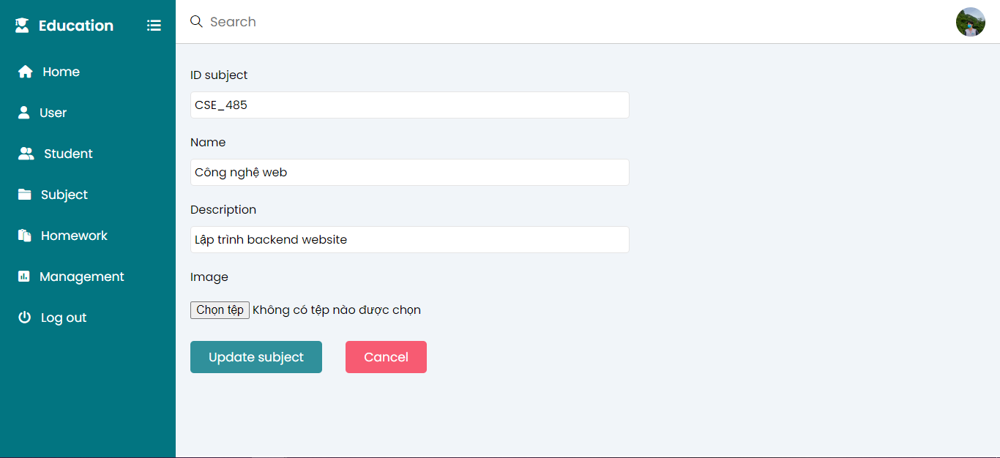 Education
Search
Home
User
Student
Subject
Homework
Management
Log out
ID subject
CSE_485
Name
Công nghệ web
Description
Lập trình backend website
Image
Chọn tệp Không có tệp nào được chọn
Update subject Cancel